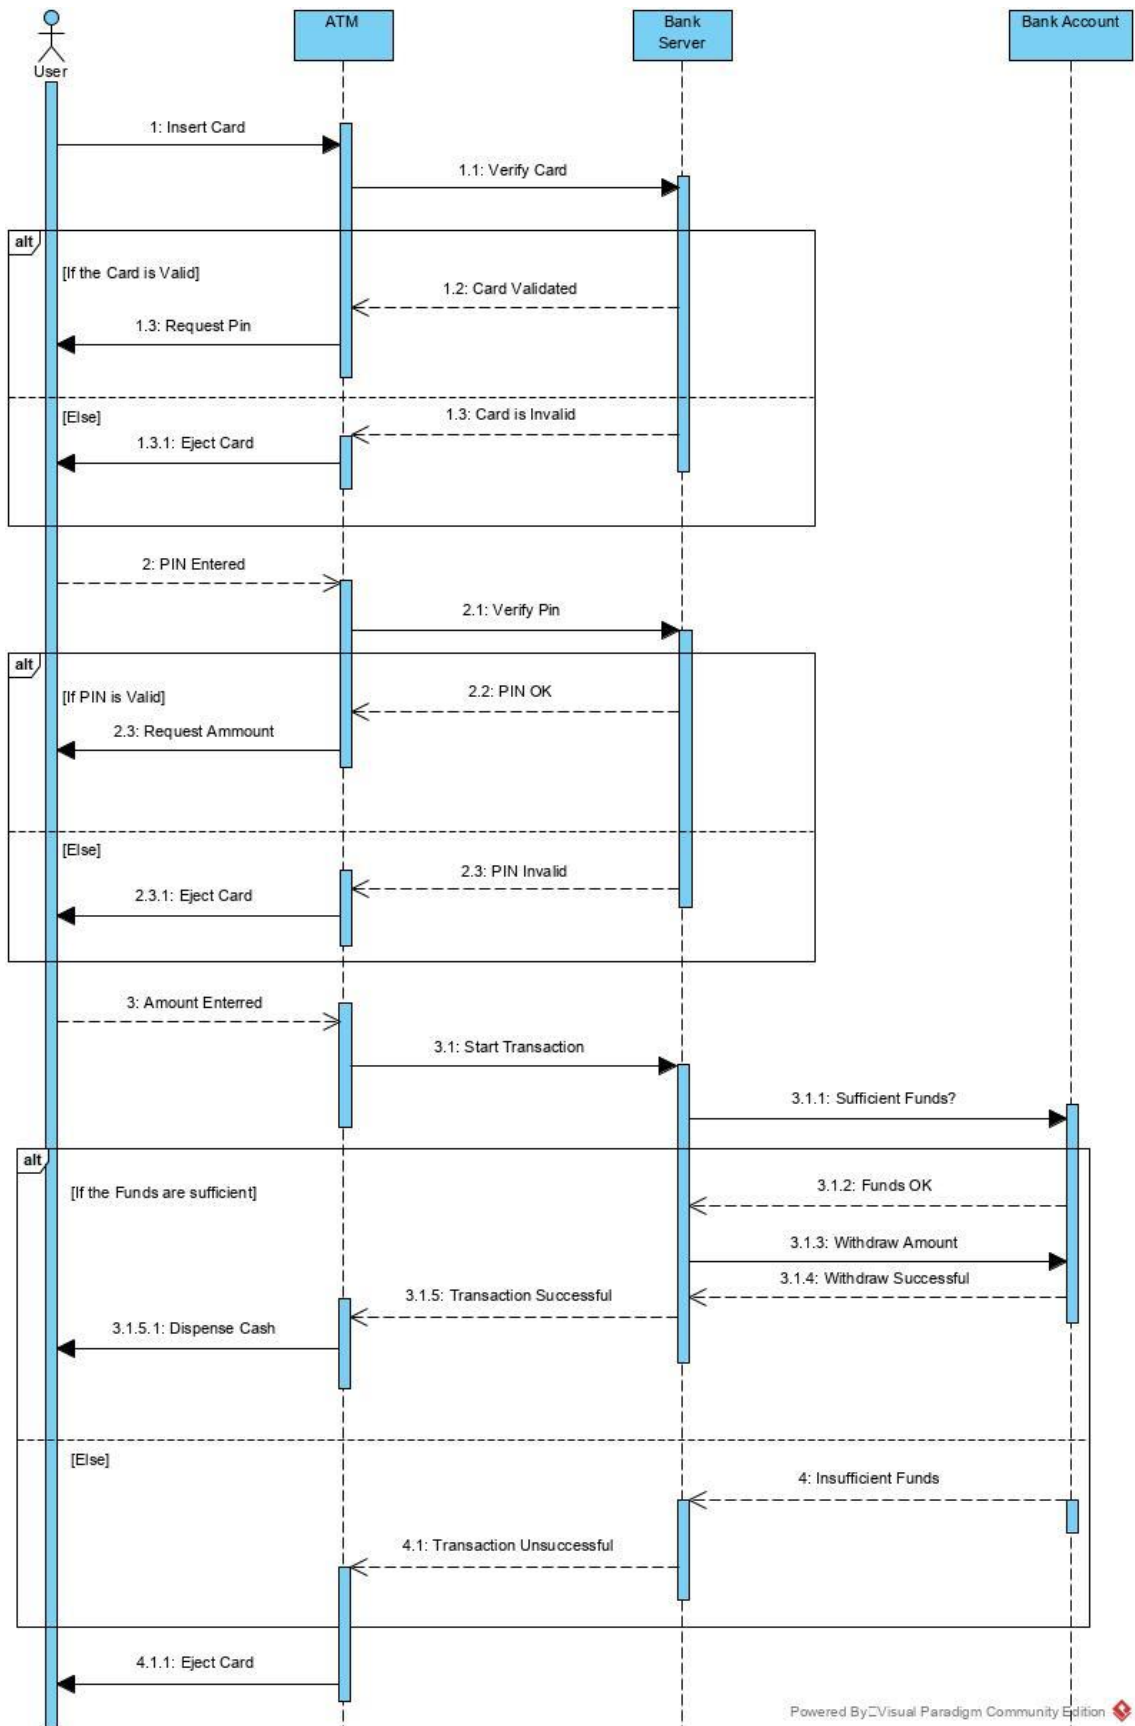 ATM
Bank
Server
Bank Account
User
1: Insert Card
1.1: Verify Card
alt
[If the Card is Valid]
1.2: Card Validated
1.3: Request Pin
[Else]
1.3: Card is Invalid
1.3.1: Eject Card
2: PIN Entered
2.1: Verify Pin
alt
[If PIN is Valid]
2.2: PIN OK
2.3: Request Ammount
[Else]
2.3: PIN Invalid
2.3.1: Eject Card
3: Amount Enterred
3.1: Start Transaction
3.1.1: Sufficient Funds?
alt
[If the Funds are sufficient]
3.1.2: Funds OK
3.1.3: Withdraw Amount
3.1.4: Withdraw Successful
3.1.5: Transaction Successful
3.1.5.1: Dispense Cash
[Else]
4: Insufficient Funds
4.1: Transaction Unsuccessful
4.1.1: Eject Card
Powered By□Visual Paradigm Community Edition